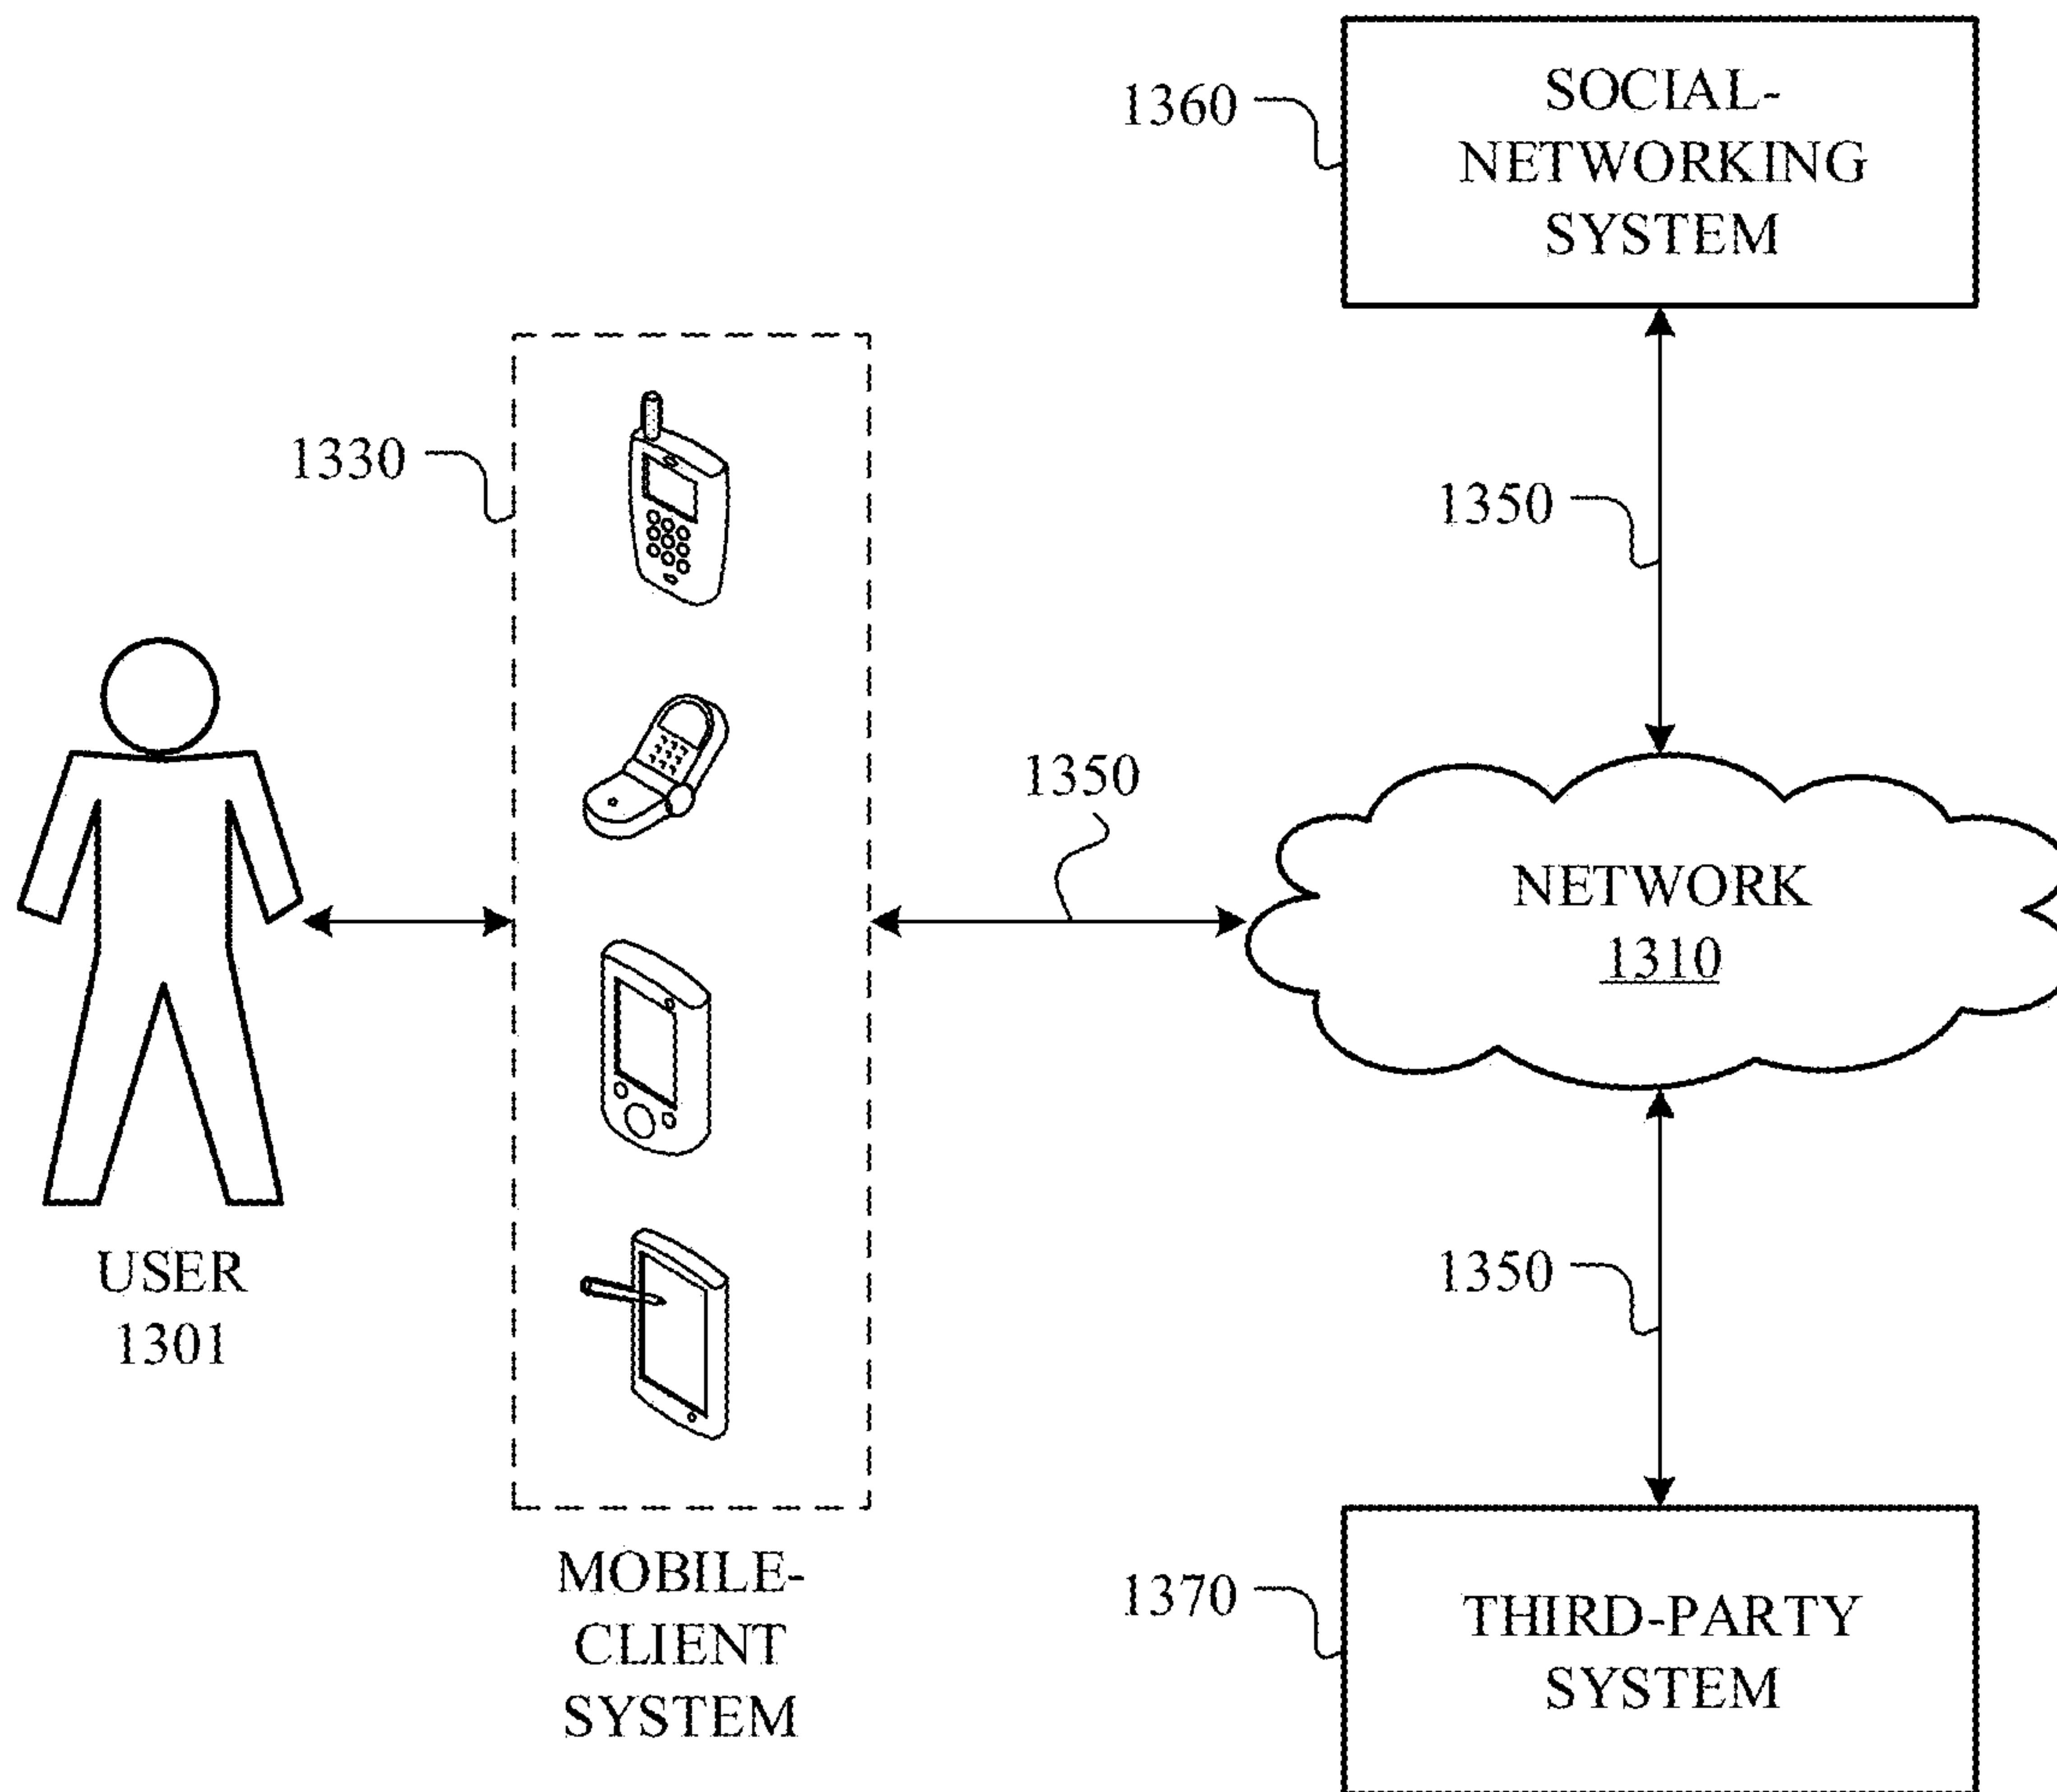 1360
SOCIAL-
NETWORKING
SYSTEM
1330
1350
1350
NETWORK
1310
USER
1301
1350
MOBILE-
CLIENT
SYSTEM
1370
THIRD-PARTY
SYSTEM